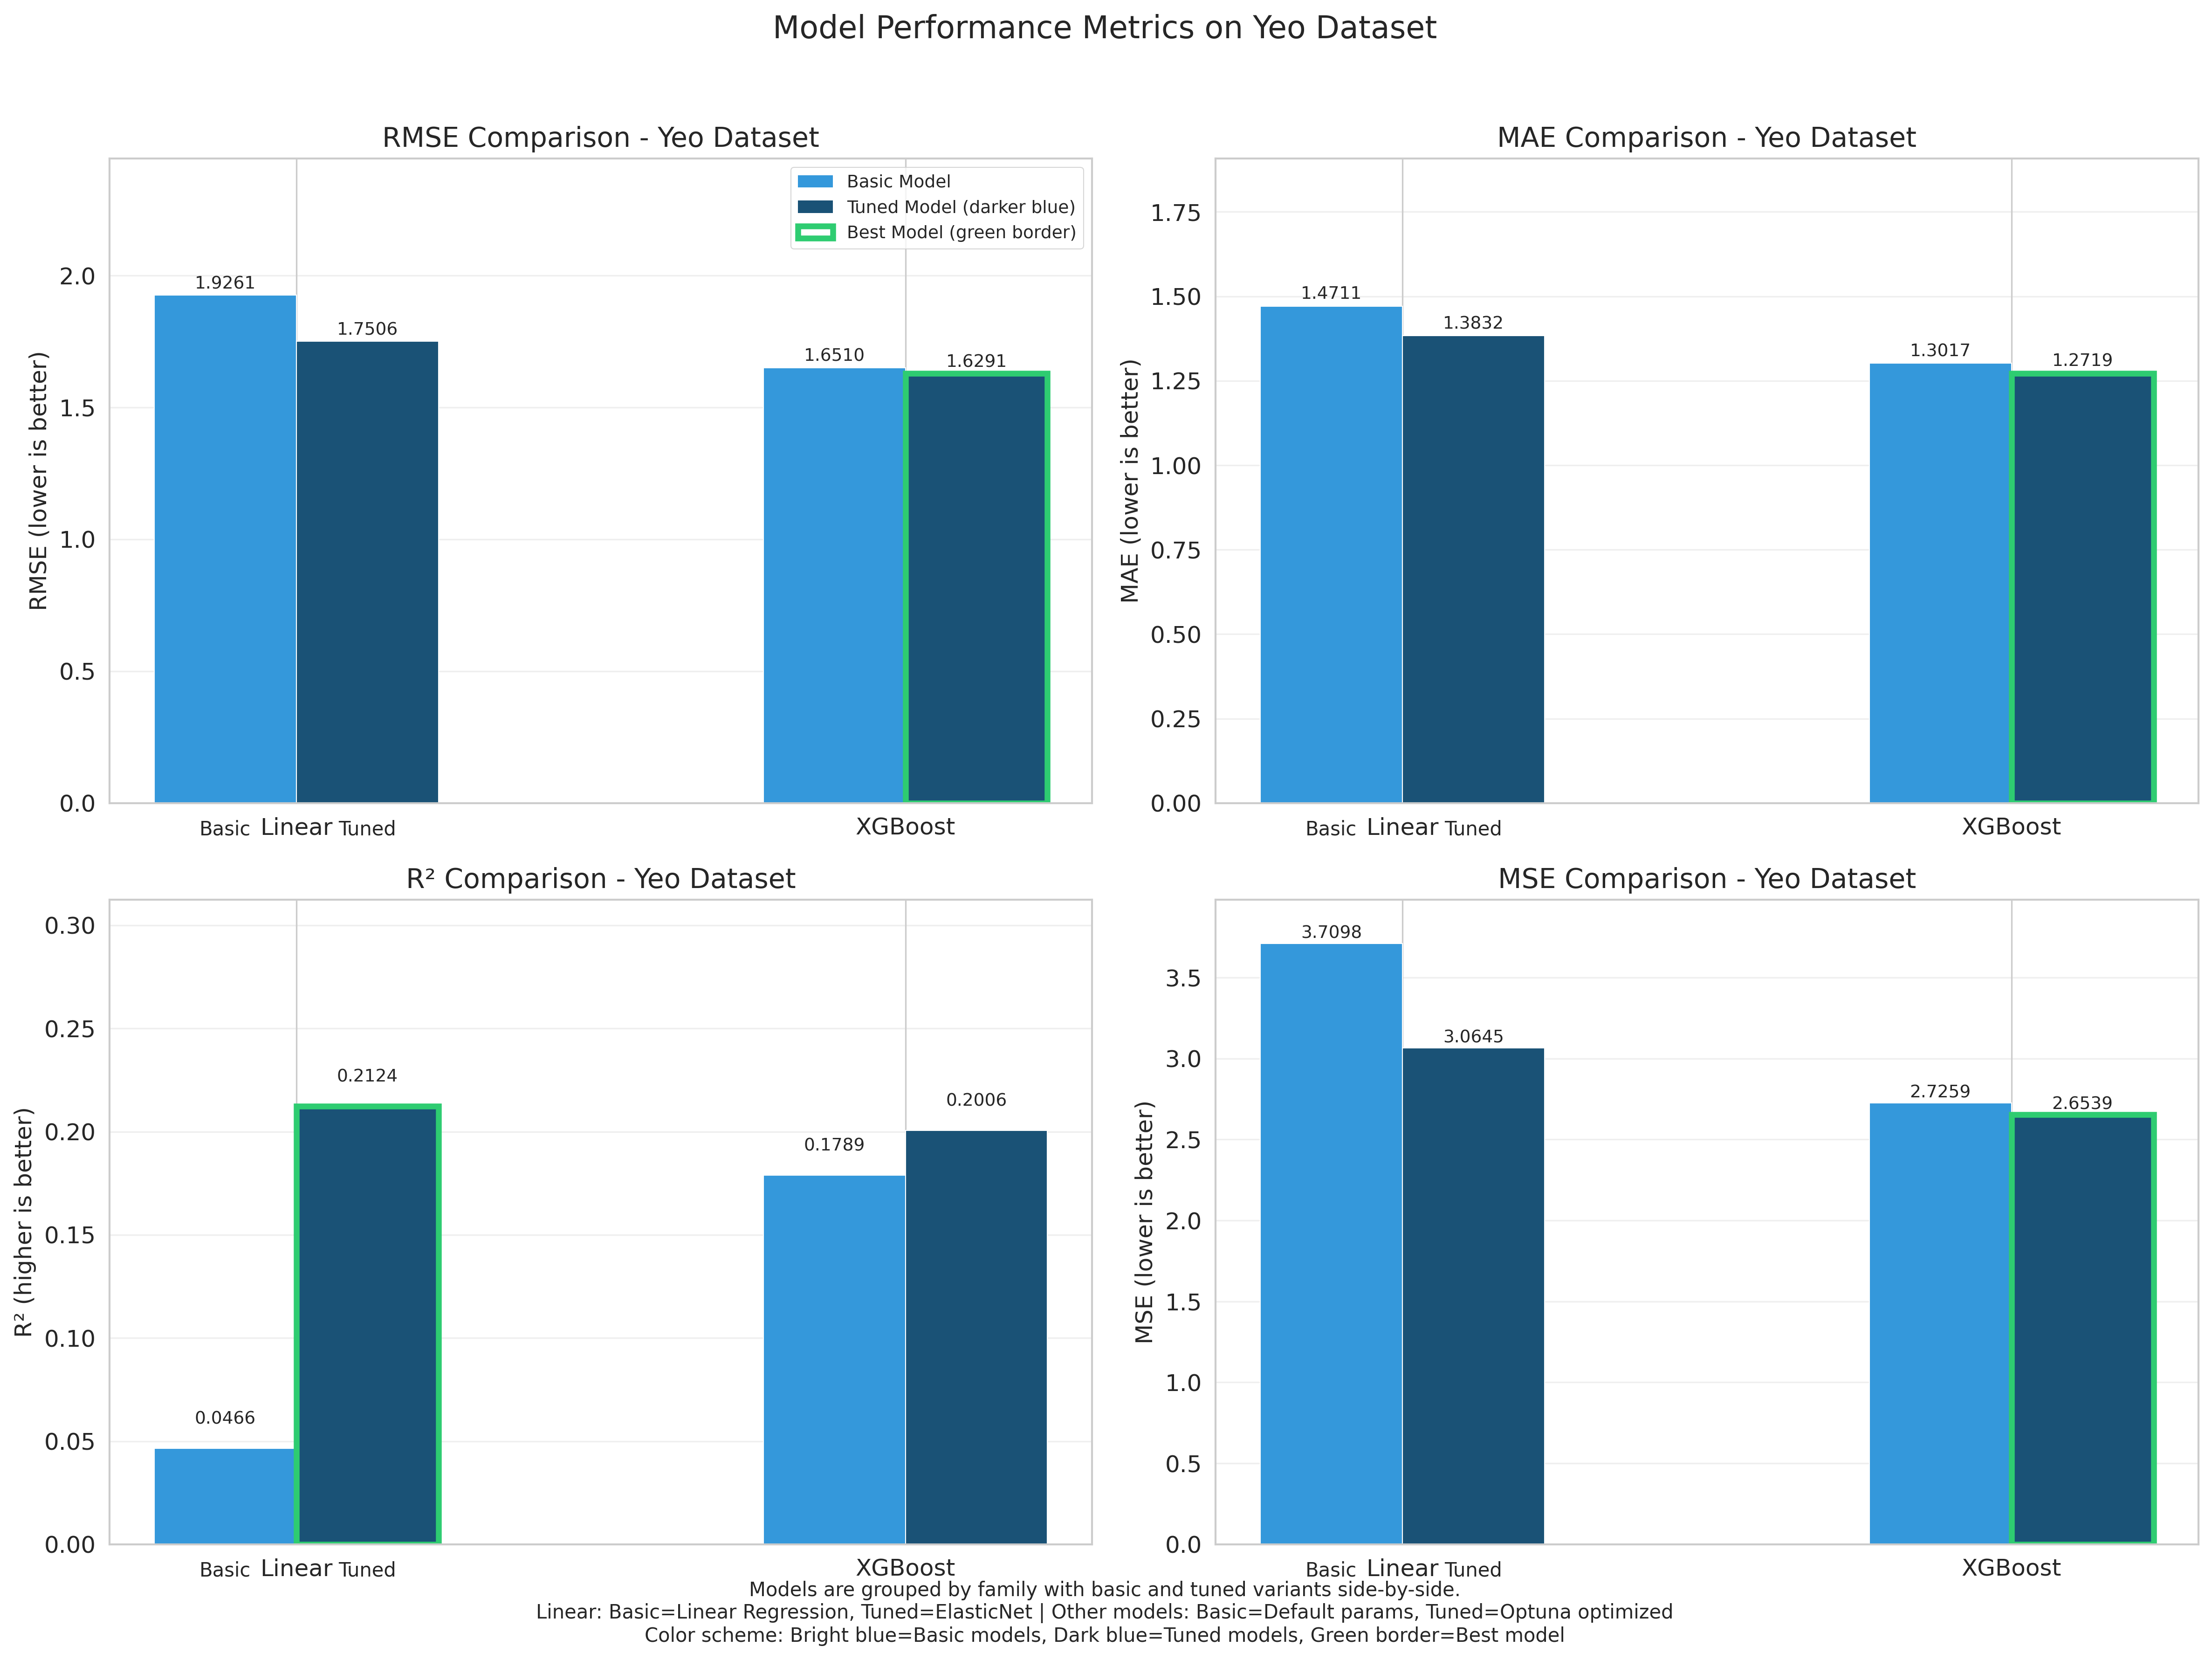 Model Performance Metrics on Yeo Dataset
RMSE Comparison - Yeo Dataset
RMSE (lower is better)
2.0
1.5
1.0
0.5
0.0
Basic Model
Tuned Model (darker blue)
Best Model (green border)
1.9261
1.7506
1.6510
1.6291
Basic Linear Tuned
XGBoost
MAE Comparison - Yeo Dataset
MAE (lower is better)
1.75
1.50
1.25
1.00
0.75
0.50
0.25
0.00
1.4711
1.3832
1.3017
1.2719
Basic Linear Tuned
XGBoost
R² Comparison - Yeo Dataset
R² (higher is better)
0.30
0.25
0.20
0.15
0.10
0.05
0.00
0.0466
0.2124
0.1789
0.2006
Basic Linear Tuned
XGBoost
MSE Comparison - Yeo Dataset
MSE (lower is better)
3.5
3.0
2.5
2.0
1.5
1.0
0.5
0.0
3.7098
3.0645
2.7259
2.6539
Basic Linear Tuned
XGBoost
Models are grouped by family with basic and tuned variants side-by-side.
Linear: Basic=Linear Regression, Tuned=ElasticNet | Other models: Basic=Default params, Tuned=Optuna optimized
Color scheme: Bright blue=Basic models, Dark blue=Tuned models, Green border=Best model